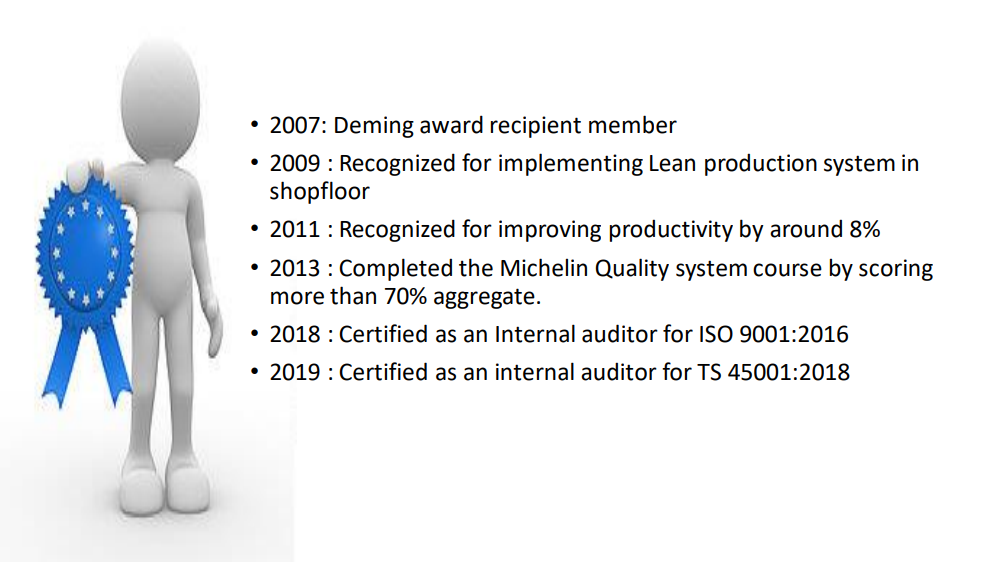 • 2007: Deming award recipient member
• 2009 : Recognized for implementing Lean production system in
shopfloor
• 2011 : Recognized for improving productivity by around 8%
• 2013 : Completed the Michelin Quality system course by scoring
more than 70% aggregate.
• 2018 : Certified as an Internal auditor for ISO 9001:2016
• 2019 : Certified as an internal auditor for TS 45001:2018